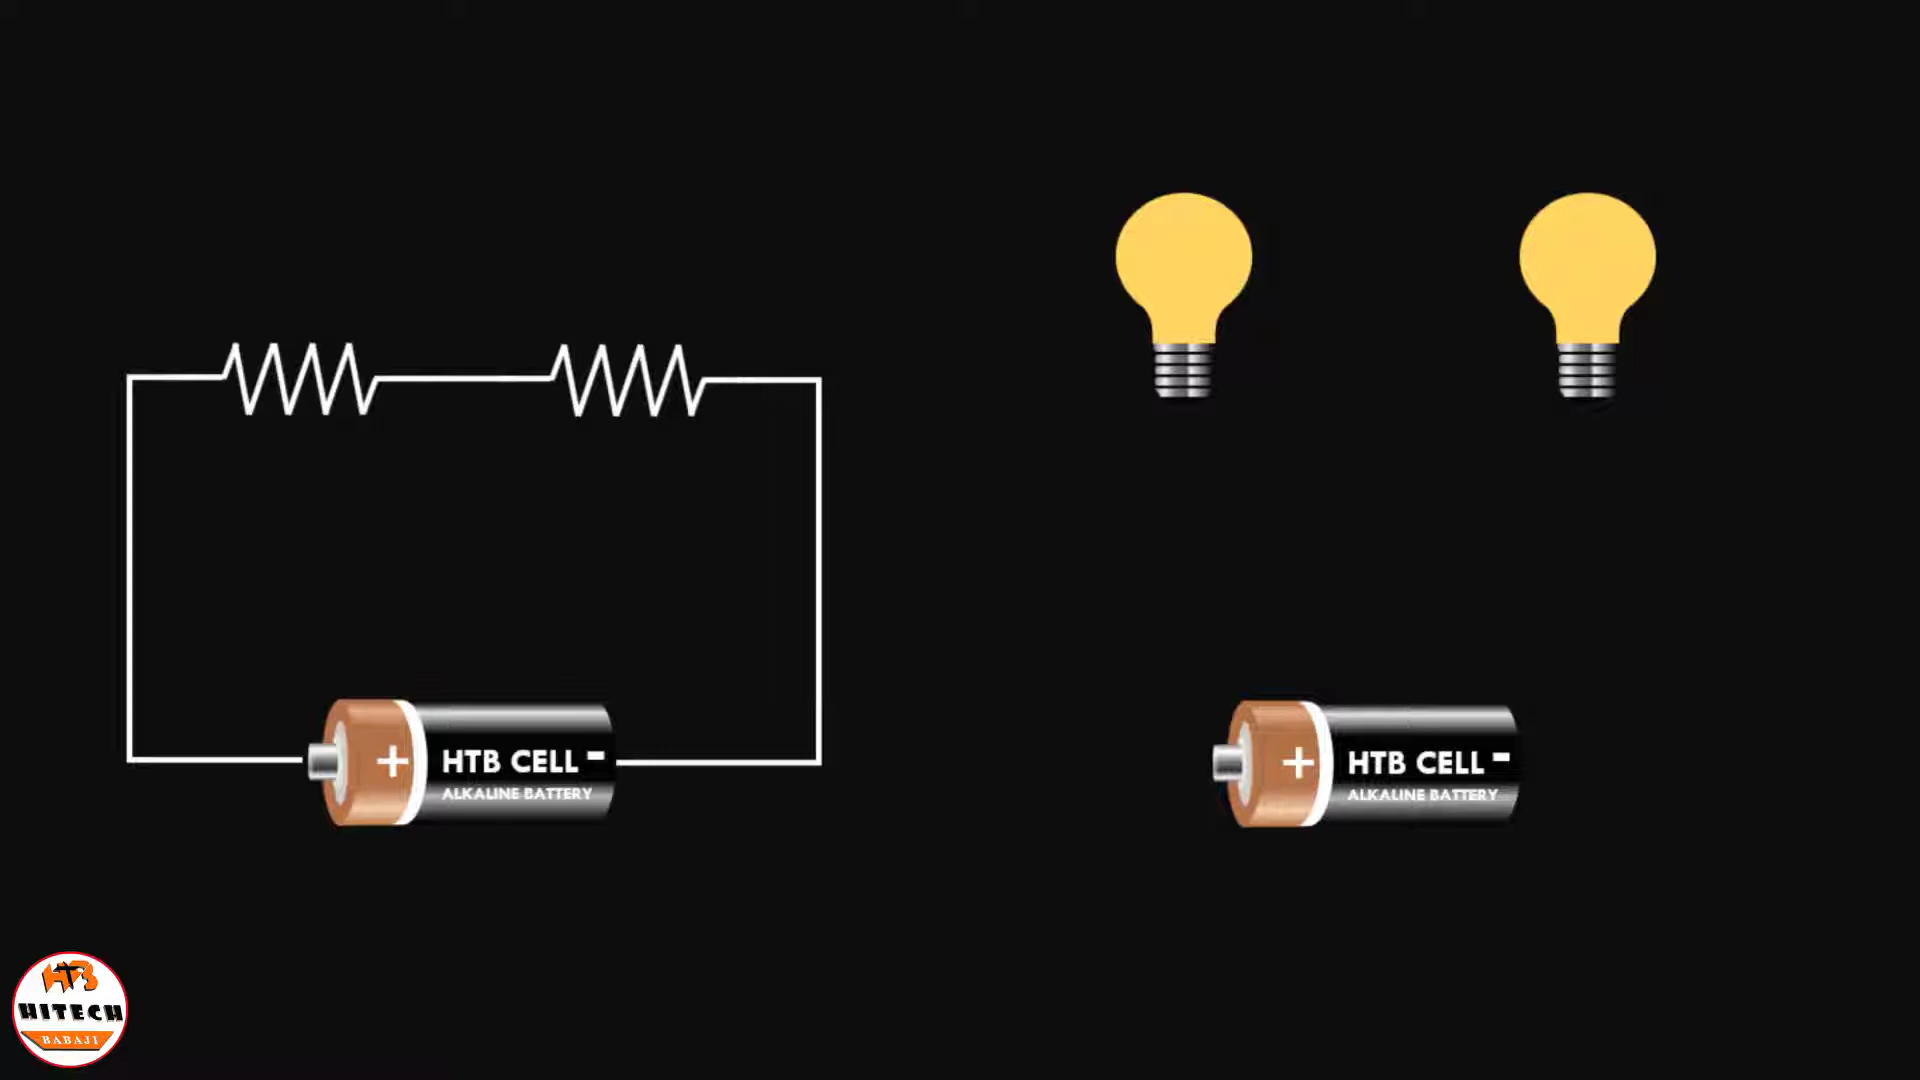 + HTB CELL -
ALKALINE BATTERY
+ HTB CELL -
ALKALINE BATTERY
HTB
HITECH
BABAJI